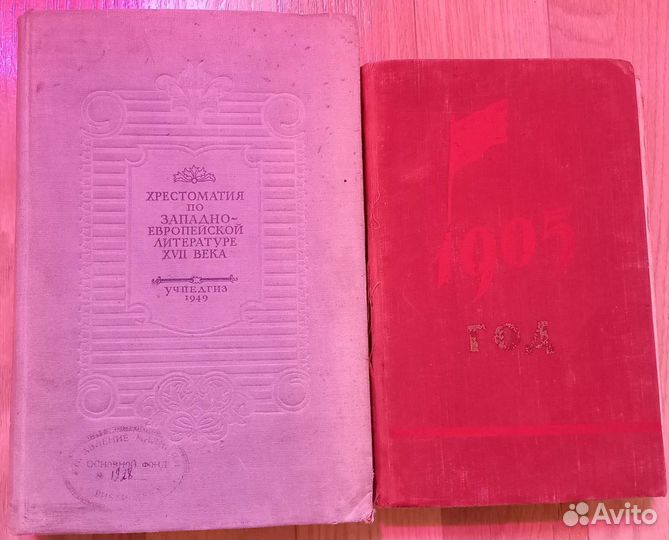 ХРЕСТОМАТИЯ
ПО
ЗАПАДНО-
ЕВРОПЕЙСКОЙ
ЛИТЕРАТУРЕ
XVII ВЕКА
УЧПЕДГИЗ
1949
ОСНОВНОЙ ФОНД
№ 1928
1905
ГОД
Avito